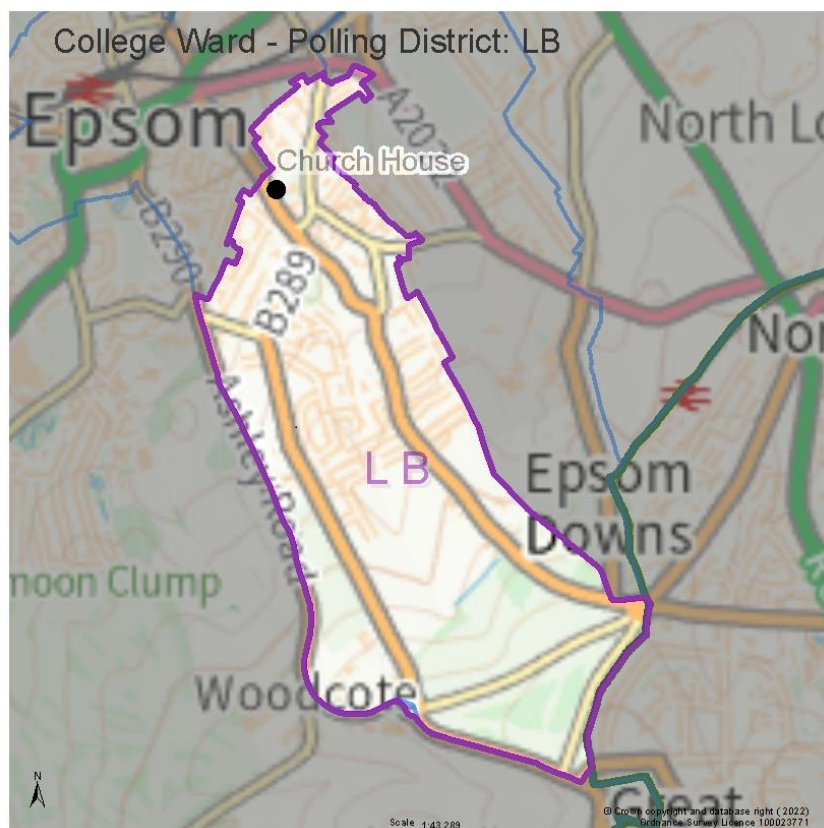 College Ward - Polling District: LB
Epsom
A202
North Lo
Church House
B290
B289
Nor
Ashley Road
L B
Epsom
Downs
moon Clump
Woodcote
N
Great
Scale 1:43 289
© Crown copyright and database right (2022)
Ordnance Survey Licence 100023771